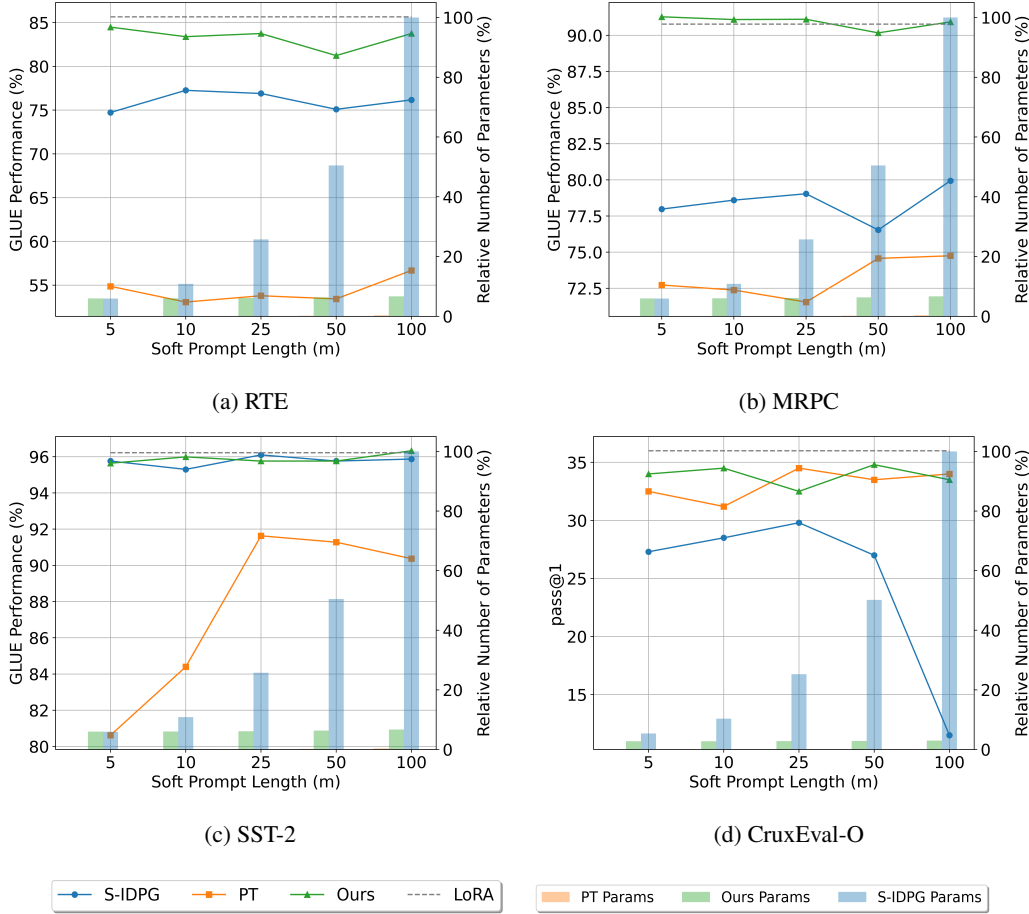 GLUE Performance (%)
85
80
75
70
65
60
55
100
80
60
40
20
0
Relative Number of Parameters (%)
5 10 25 50 100
Soft Prompt Length (m)
(a) RTE
GLUE Performance (%)
90.0
87.5
85.0
82.5
80.0
77.5
75.0
72.5
100
80
60
40
20
0
Relative Number of Parameters (%)
5 10 25 50 100
Soft Prompt Length (m)
(b) MRPC
GLUE Performance (%)
96
94
92
90
88
86
84
82
80
100
80
60
40
20
0
Relative Number of Parameters (%)
5 10 25 50 100
Soft Prompt Length (m)
(c) SST-2
pass@1
35
30
25
20
15
100
80
60
40
20
0
Relative Number of Parameters (%)
5 10 25 50 100
Soft Prompt Length (m)
(d) CruxEval-O
S-IDPG PT Ours LoRA
PT Params Ours Params S-IDPG Params